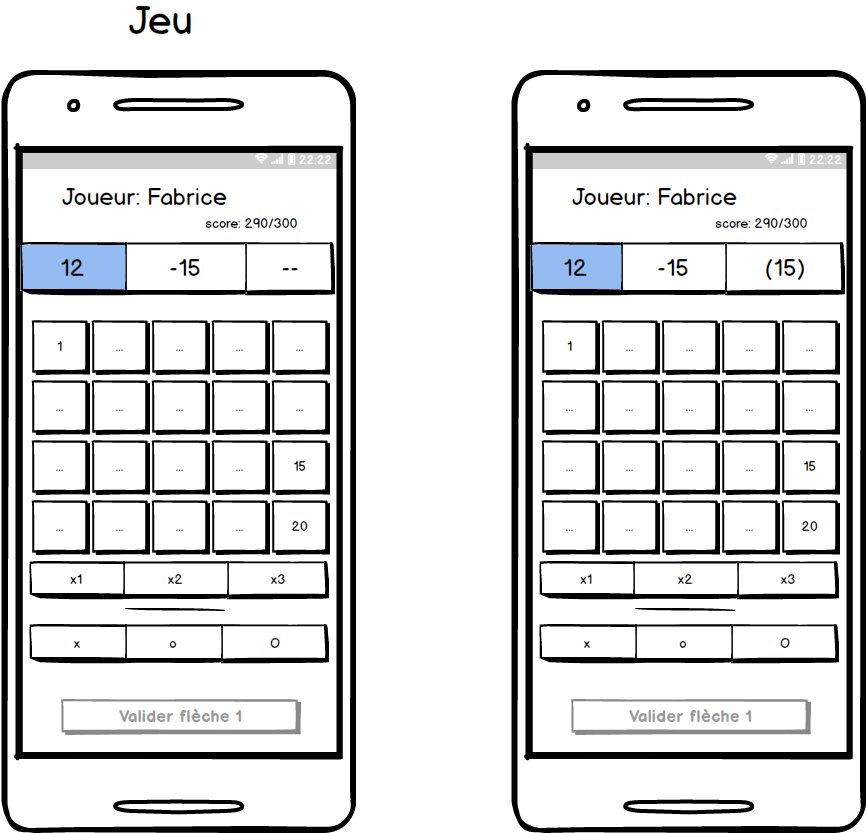 Jeu
22:22
Joueur: Fabrice
score: 290/300
12 -15 --
1 ... ... ... ...
... ... ... ... ...
... ... ... ... 15
... ... ... ... 20
x1 x2 x3
x o O
Valider flèche 1
22:22
Joueur: Fabrice
score: 290/300
12 -15 (15)
1 ... ... ... ...
... ... ... ... ...
... ... ... ... 15
... ... ... ... 20
x1 x2 x3
x o O
Valider flèche 1